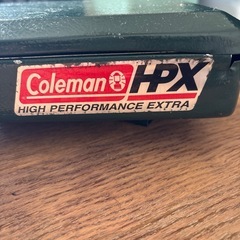 Coleman HPX
HIGH PERFORMANCE EXTRA